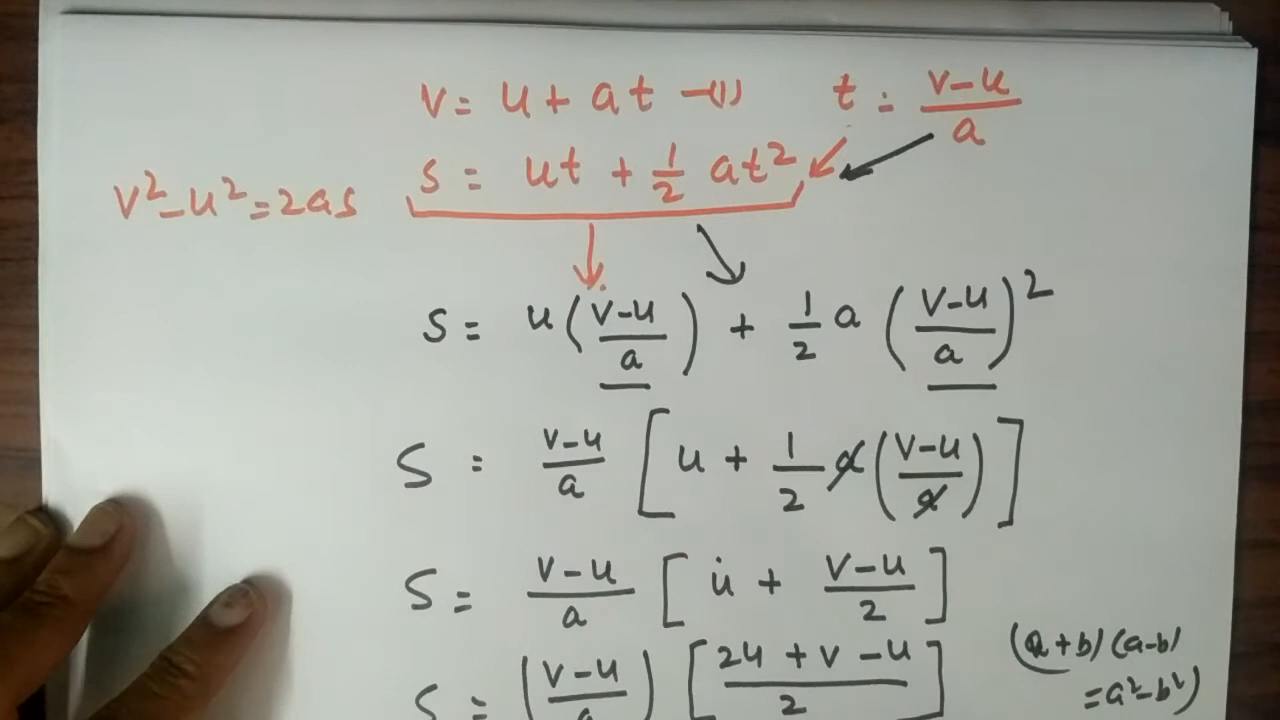 v = u + at —(1) t = (v-u)/a
s = ut + 1/2 at²
v² - u² = 2as
s = u((v-u)/a) + 1/2 a ((v-u)/a)²
S = (v-u)/a [u + 1/2 a((v-u)/a)]
S = (v-u)/a [u + (v-u)/2]
S = ((v-u)/a) [(2u + v - u)/2]
(a+b)(a-b)
= a² - b²)